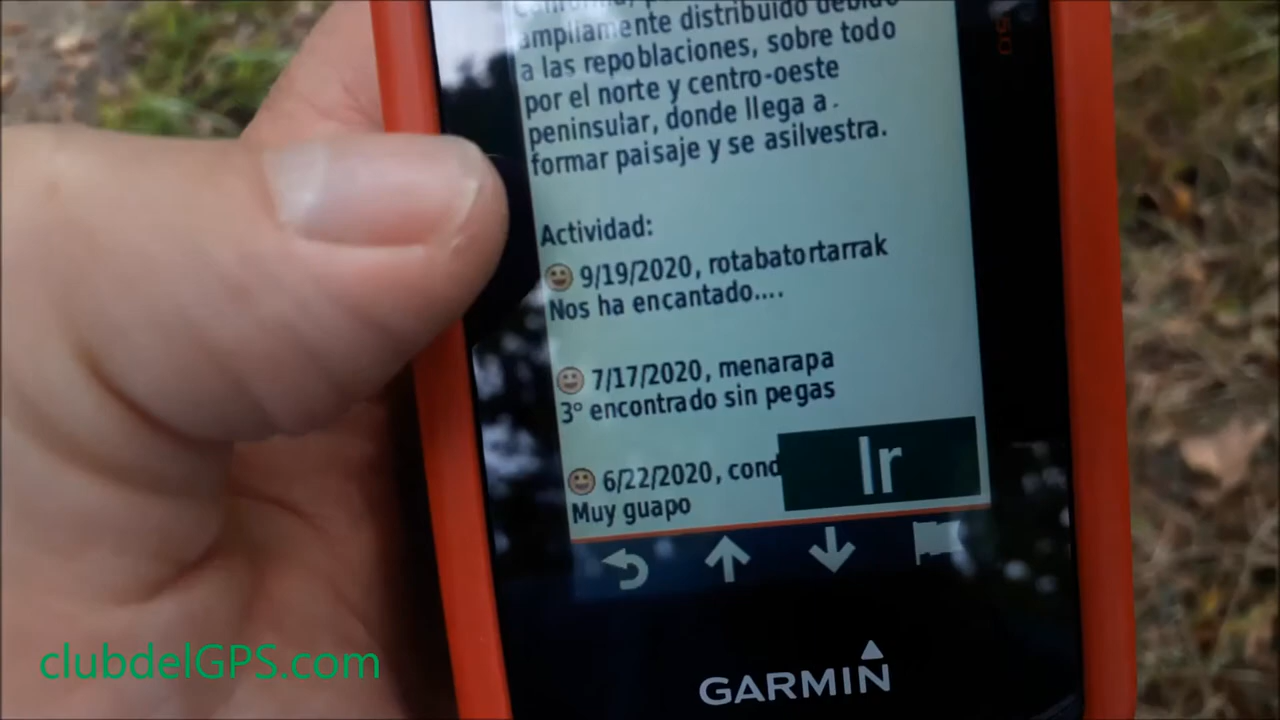 ampliamente distribuido debido
a las repoblaciones, sobre todo
por el norte y centro-oeste
peninsular, donde llega a
formar paisaje y se asilvestra.
Actividad:
9/19/2020, rotabatortarrak
Nos ha encantado....
7/17/2020, menarapa
3º encontrado sin pegas
6/22/2020, cond
Muy guapo
Ir
GARMIN
clubdelGPS.com